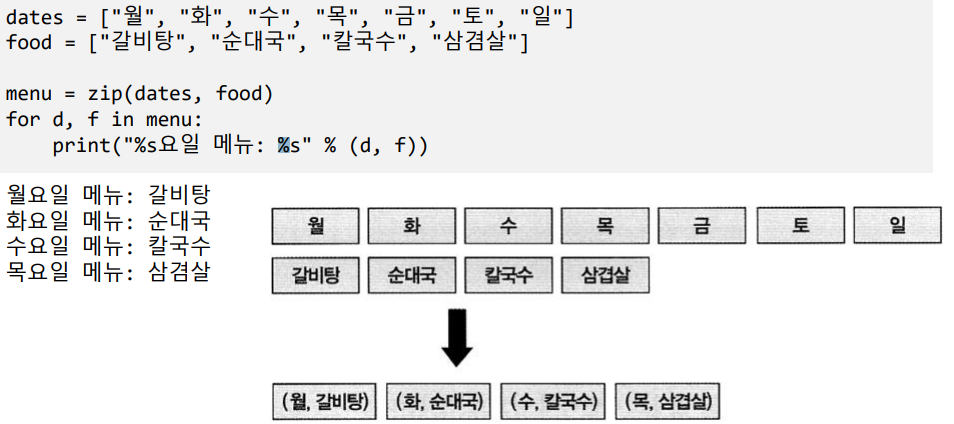 dates = ["월", "화", "수", "목", "금", "토", "일"]
food = ["갈비탕", "순대국", "칼국수", "삼겹살"]
menu = zip(dates, food)
for d, f in menu:
    print("%s요일 메뉴: %s" % (d, f))
월요일 메뉴: 갈비탕
화요일 메뉴: 순대국
수요일 메뉴: 칼국수
목요일 메뉴: 삼겹살
월 화 수 목 금 토 일
갈비탕 순대국 칼국수 삼겹살
(월, 갈비탕) (화, 순대국) (수, 칼국수) (목, 삼겹살)